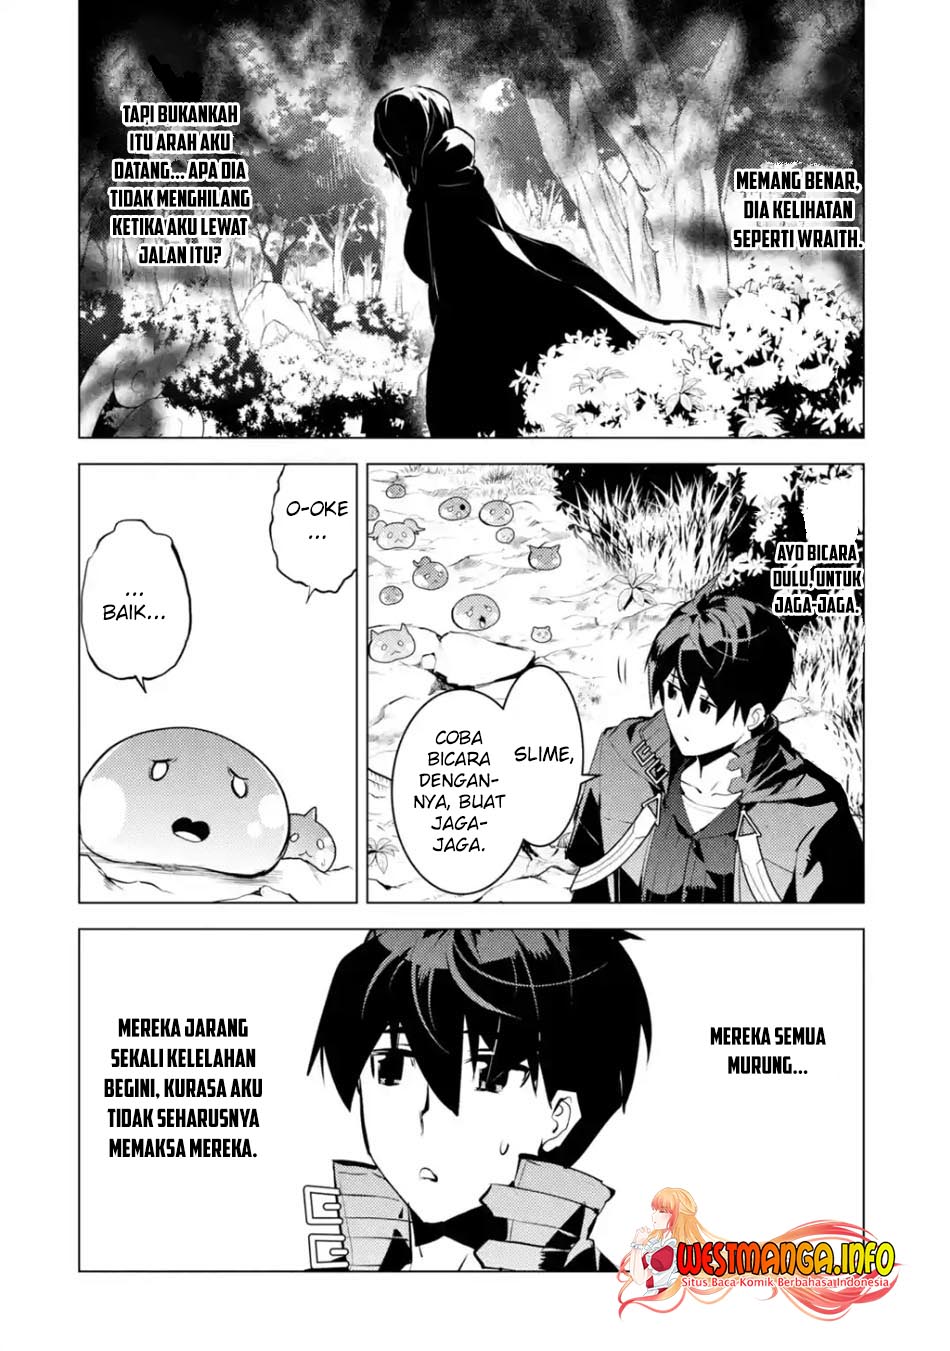 MEMANG BENAR,
DIA KELIHATAN
SEPERTI WRAITH.
TAPI BUKANKAH
ITU ARAH AKU
DATANG... APA DIA
TIDAK MENGHILANG
KETIKA AKU LEWAT
JALAN ITU?
AYO BICARA
DULU, UNTUK
JAGA-JAGA.
SLIME,
COBA
BICARA
DENGAN-
NYA, BUAT
JAGA-
JAGA.
O-OKE
...
...
BAIK...
MEREKA SEMUA
MURUNG...
MEREKA JARANG
SEKALI KELELAHAN
BEGINI, KURASA AKU
TIDAK SEHARUSNYA
MEMAKSA MEREKA.
WESTMANGA.INFO
SITUS BACA KOMIK BERBAHASA INDONESIA